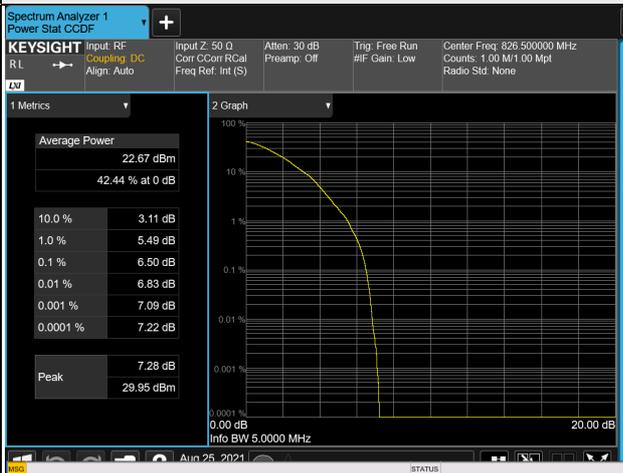 Spectrum Analyzer 1
Power Stat CCDF
+
KEYSIGHT
R L
LXI
Input: RF
Coupling: DC
Align: Auto
Input Z: 50 Ω
Corr CCorr RCal
Freq Ref: Int (S)
Atten: 30 dB
Preamp: Off
Trig: Free Run
#IF Gain: Low
Center Freq: 826.500000 MHz
Counts: 1.00 M/1.00 Mpt
Radio Std: None
1 Metrics
Average Power
22.67 dBm
42.44 % at 0 dB
10.0 % 3.11 dB
1.0 % 5.49 dB
0.1 % 6.50 dB
0.01 % 6.83 dB
0.001 % 7.09 dB
0.0001 % 7.22 dB
Peak
7.28 dB
29.95 dBm
2 Graph
100 %
10 %
1 %
0.1 %
0.01 %
0.001 %
0.0001 %
0.00 dB 20.00 dB
Info BW 5.0000 MHz
Aug 25, 2021
MSG STATUS